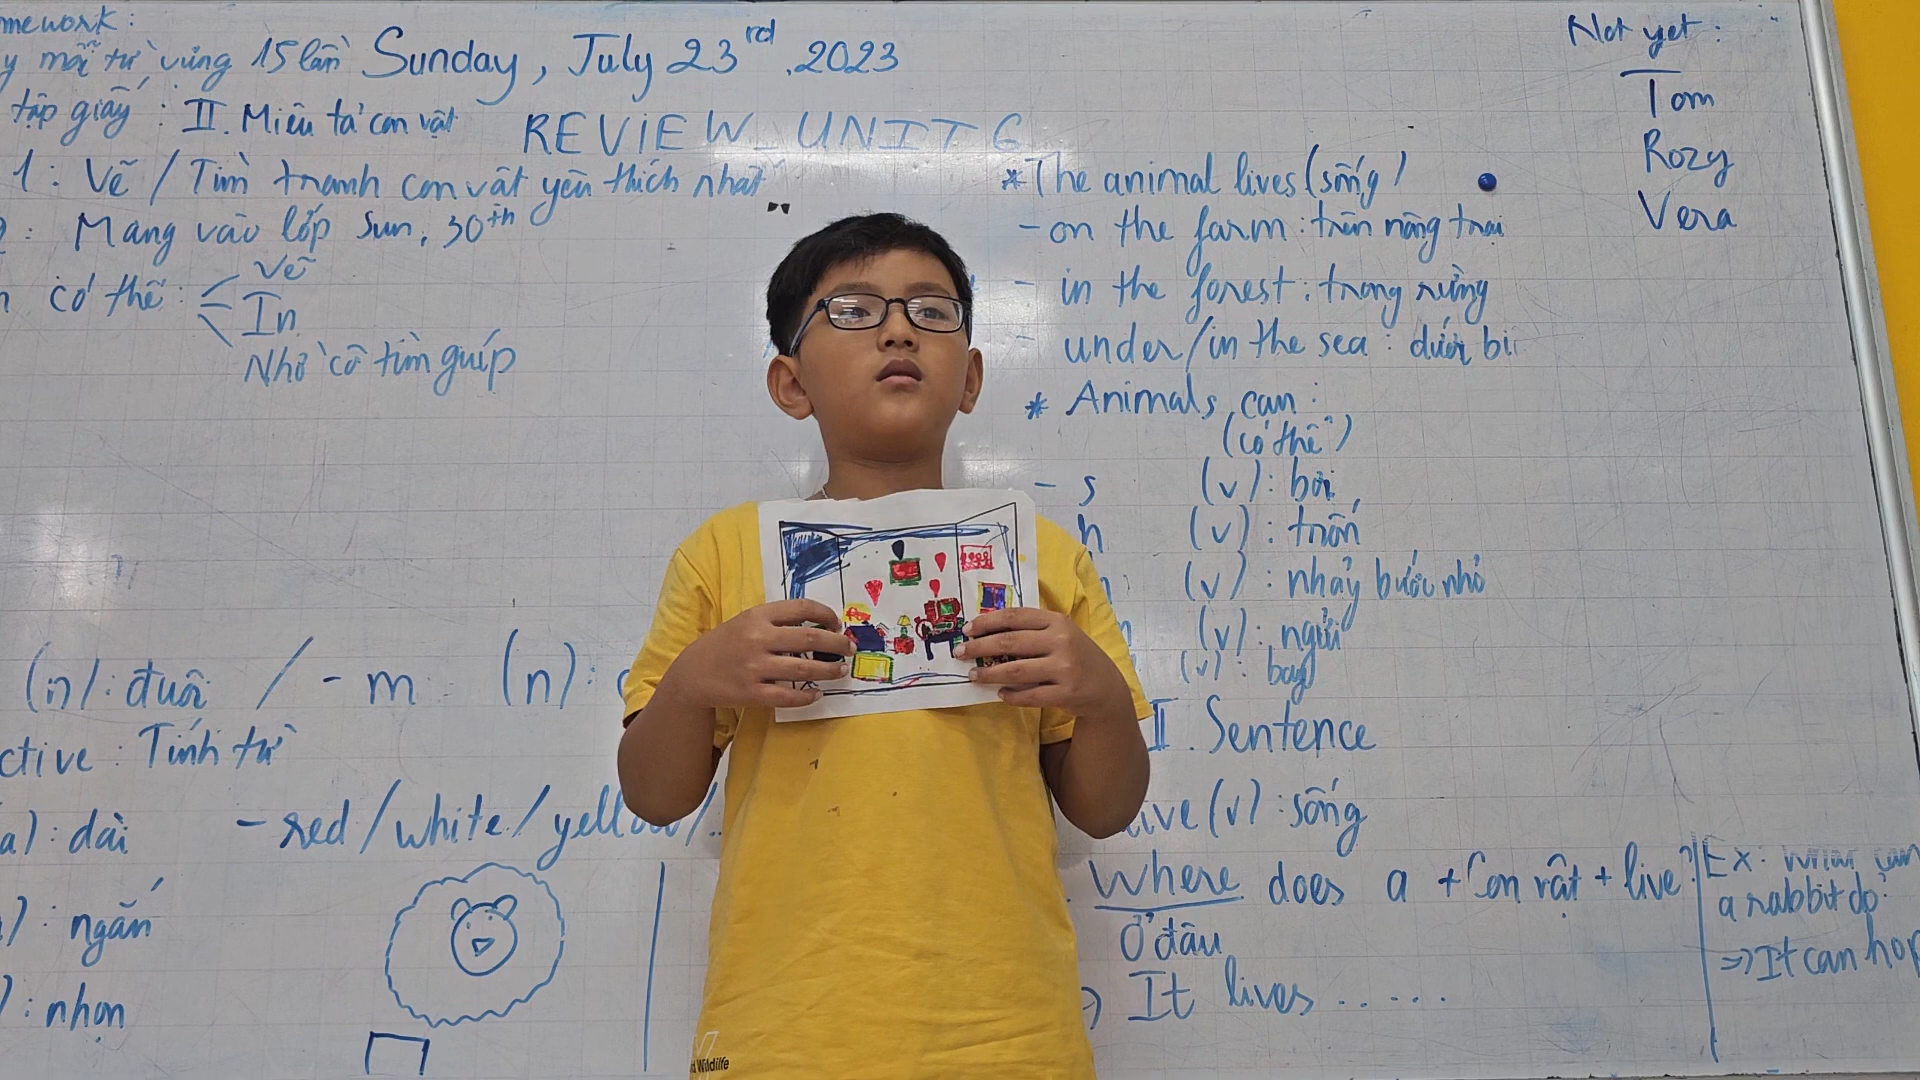 mework:
y mỗi từ vựng 15 lần
tập giấy: II. Miêu tả con vật
1: Vẽ / Tìm tranh con vật yêu thích nhất
: Mang vào lớp Sun, 30th
có thể: Vẽ
In
Nhờ cô tìm giúp
Sunday, July 23rd, 2023
REVIEW UNIT 6
(n): đuôi / - m (n):
ctive: Tính từ
a): dài - red / white / yellow /..
): ngắn
): nhọn
* The animal lives (sống)
- on the farm: trên nông trại
- in the forest: trong rừng
- under/in the sea: dưới bi
* Animals can:
(có thể)
- s (v): bơi
h (v): trốn
(v): nhảy bước nhỏ
(v): ngửi
(v): bay
II. Sentence
live (v): sống
Where does a + Con vật + live?
Ở đâu
It lives ......
Ex: What can
a rabbit do?
=> It can hop
Not yet:
Tom
Rozy
Vera
Wildilfe